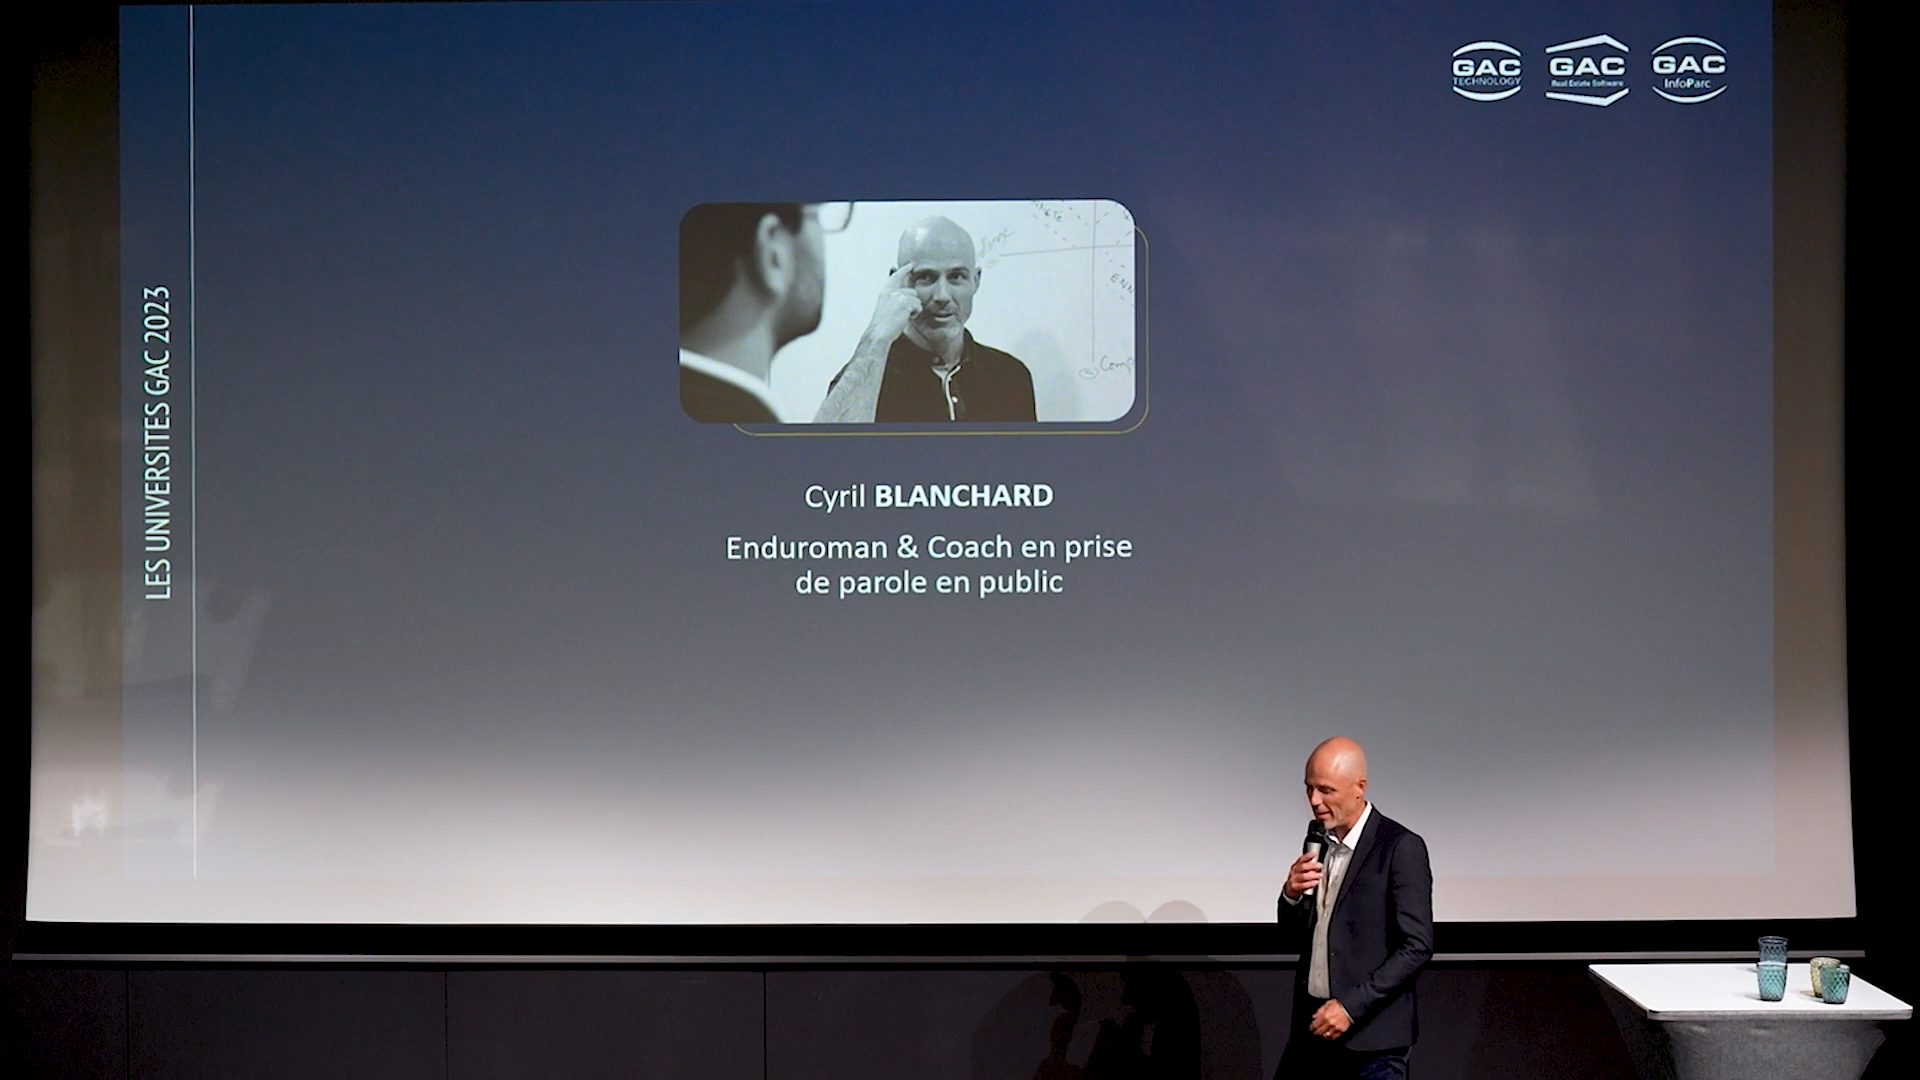 GAC
TECHNOLOGY
GAC
Real Estate Software
GAC
InfoParc
LES UNIVERSITES GAC 2023
Cyril BLANCHARD
Enduroman & Coach en prise
de parole en public